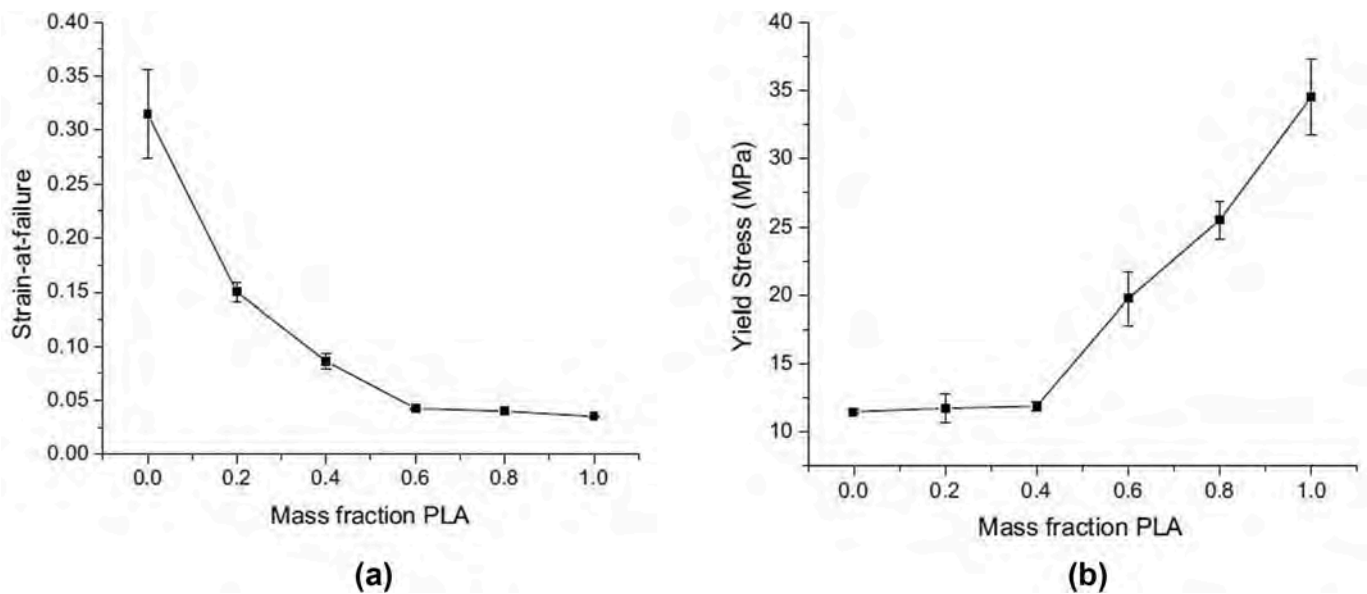 0.40
0.35
0.30
0.25
0.20
0.15
0.10
0.05
0.00
Strain-at-failure
0.0 0.2 0.4 0.6 0.8 1.0
Mass fraction PLA
(a)
40
35
30
25
20
15
10
Yield Stress (MPa)
0.0 0.2 0.4 0.6 0.8 1.0
Mass fraction PLA
(b)